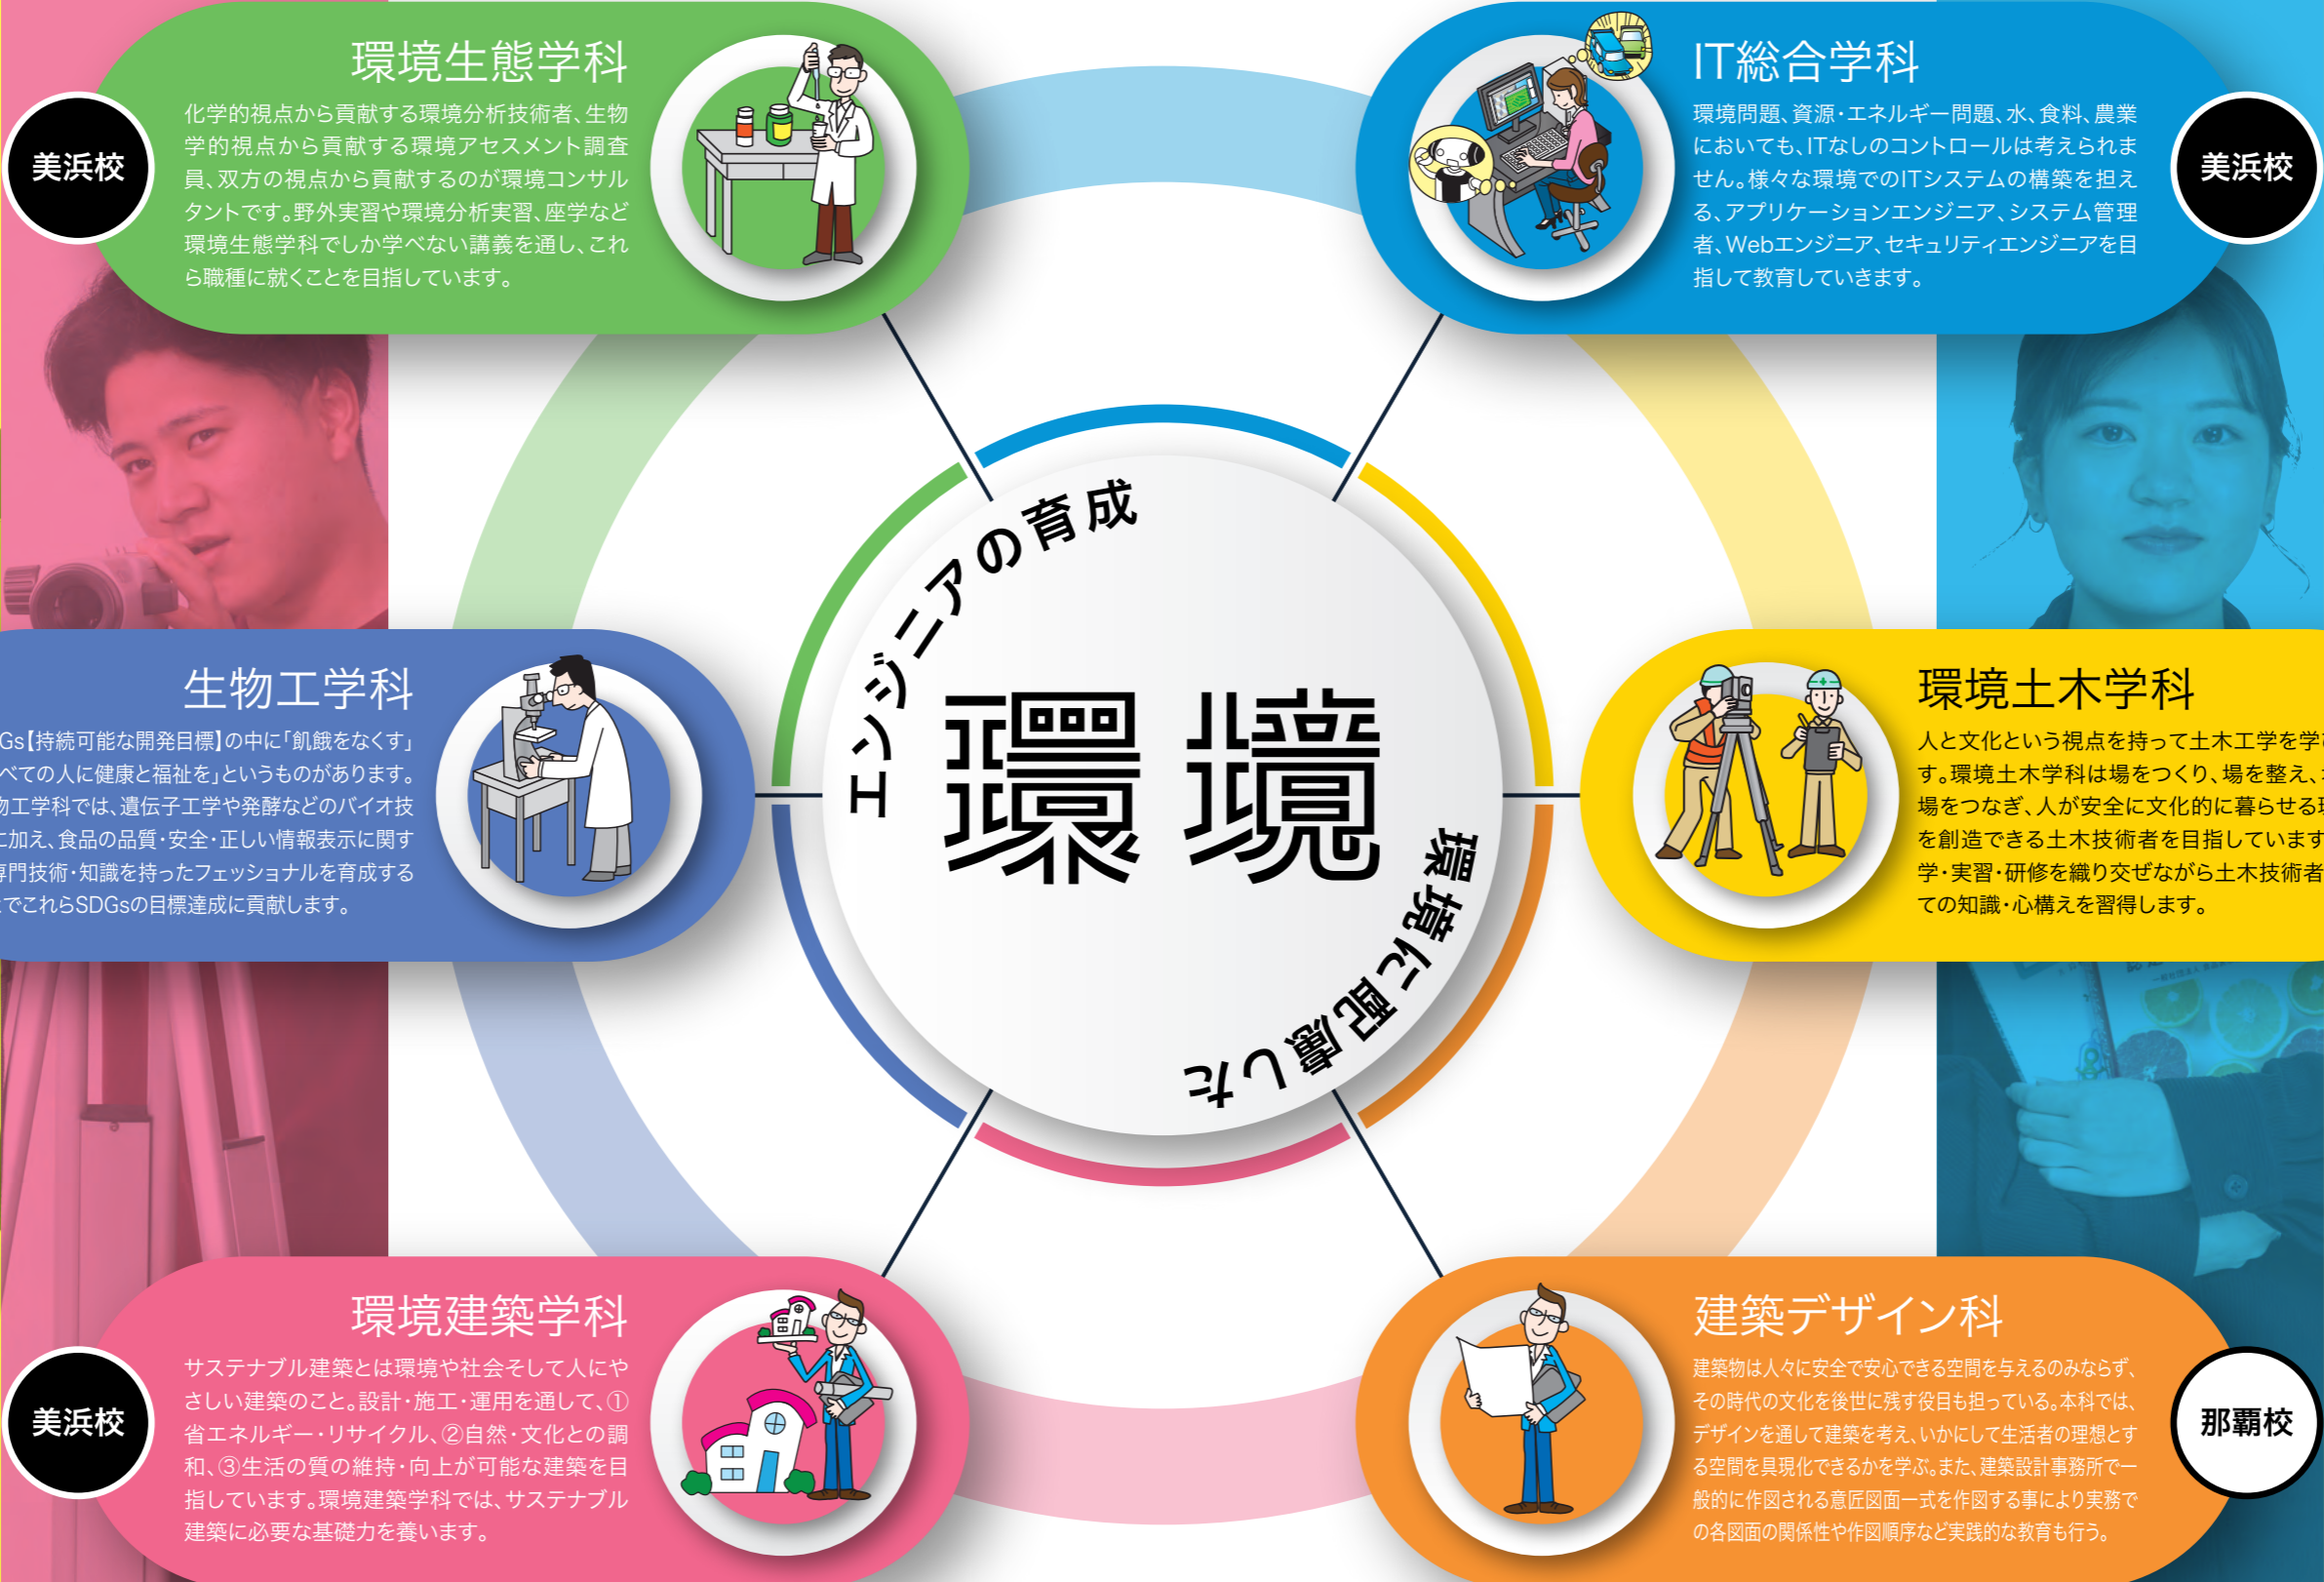 環境生態学科
化学的視点から貢献する環境分析技術者、生物
学的視点から貢献する環境アセスメント調査
員、双方の視点から貢献するのが環境コンサル
タントです。野外実習や環境分析実習、座学など
環境生態学科でしか学べない講義を通し、これ
ら職種に就くことを目指しています。
美浜校
IT総合学科
環境問題、資源・エネルギー問題、水、食料、農業
においても、ITなしのコントロールは考えられま
せん。様々な環境でのITシステムの構築を担え
る、アプリケーションエンジニア、システム管理
者、Webエンジニア、セキュリティエンジニアを目
指して教育していきます。
美浜校
環境に配慮した
エンジニアの育成
環境
生物工学科
Gs【持続可能な開発目標】の中に「飢餓をなくす」
べての人に健康と福祉を」というものがあります。
物工学科では、遺伝子工学や発酵などのバイオ技
に加え、食品の品質・安全・正しい情報表示に関す
専門技術・知識を持ったフェッショナルを育成する
とでこれらSDGsの目標達成に貢献します。
環境土木学科
人と文化という視点を持って土木工学を学
す。環境土木学科は場をつくり、場を整え、
場をつなぎ、人が安全に文化的に暮らせる
を創造できる土木技術者を目指しています
学・実習・研修を織り交ぜながら土木技術者
ての知識・心構えを習得します。
環境建築学科
サステナブル建築とは環境や社会そして人にや
さしい建築のこと。設計・施工・運用を通して、①
省エネルギー・リサイクル、②自然・文化との調
和、③生活の質の維持・向上が可能な建築を目
指しています。環境建築学科では、サステナブル
建築に必要な基礎力を養います。
美浜校
建築デザイン科
建築物は人々に安全で安心できる空間を与えるのみならず、
その時代の文化を後世に残す役目も担っている。本科では、
デザインを通して建築を考え、いかにして生活者の理想とす
る空間を具現化できるかを学ぶ。また、建築設計事務所で一
般的に作図される意匠図面一式を作図する事により実務で
の各図面の関係性や作図順序など実践的な教育も行う。
那覇校